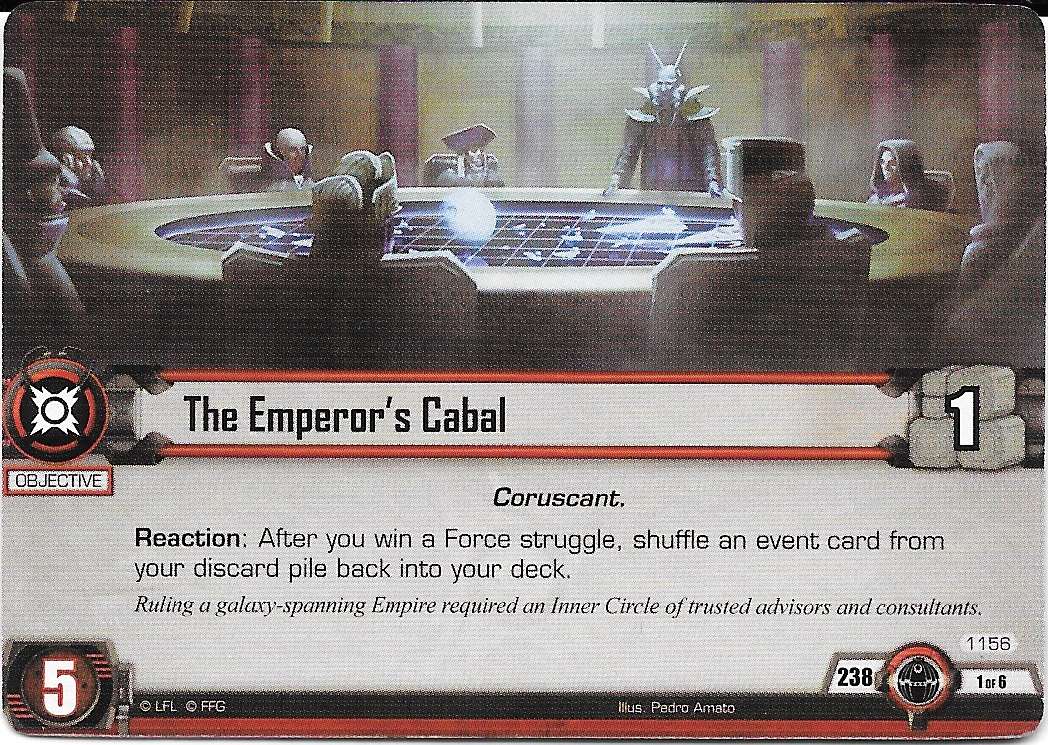 The Emperor's Cabal
1
OBJECTIVE
Coruscant.
Reaction: After you win a Force struggle, shuffle an event card from
your discard pile back into your deck.
Ruling a galaxy-spanning Empire required an Inner Circle of trusted advisors and consultants.
1156
5
238
1 OF 6
© LFL © FFG
Illus. Pedro Amato